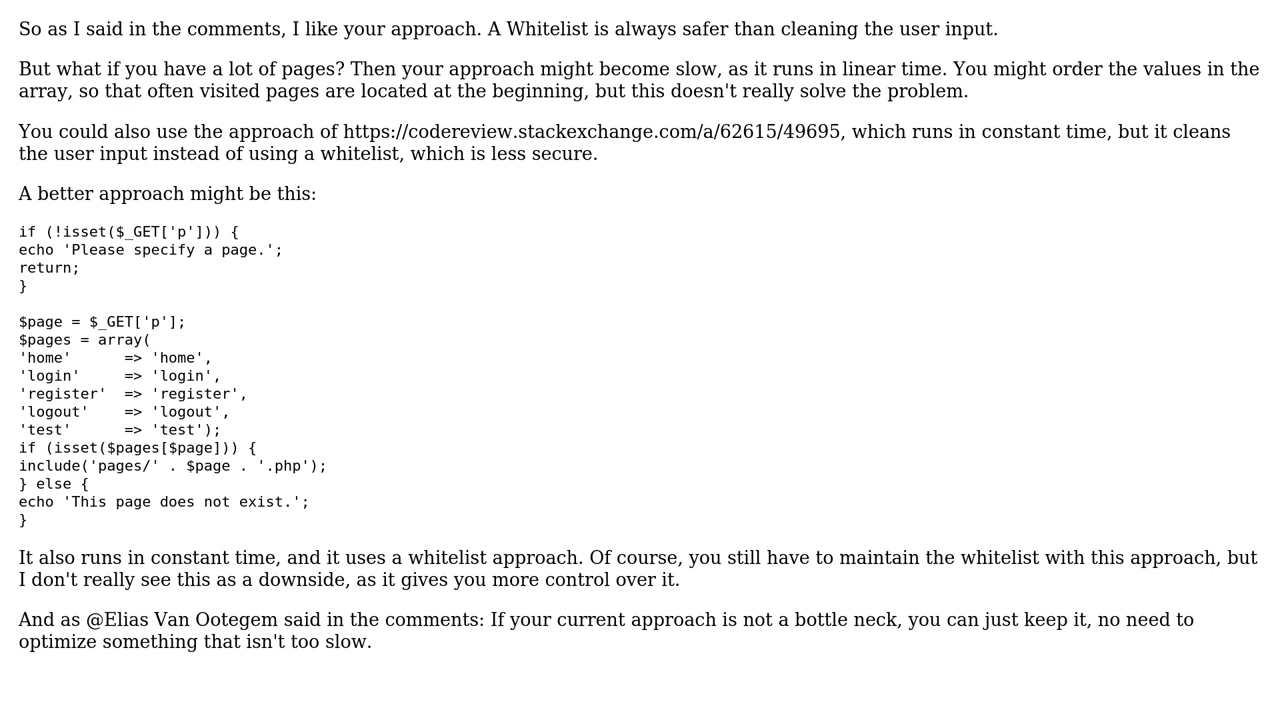 So as I said in the comments, I like your approach. A Whitelist is always safer than cleaning the user input.
But what if you have a lot of pages? Then your approach might become slow, as it runs in linear time. You might order the values in the
array, so that often visited pages are located at the beginning, but this doesn't really solve the problem.
You could also use the approach of https://codereview.stackexchange.com/a/62615/49695, which runs in constant time, but it cleans
the user input instead of using a whitelist, which is less secure.
A better approach might be this:
if (!isset($_GET['p'])) {
echo 'Please specify a page.';
return;
}
$page = $_GET['p'];
$pages = array(
'home'      => 'home',
'login'     => 'login',
'register'  => 'register',
'logout'    => 'logout',
'test'      => 'test');
if (isset($pages[$page])) {
include('pages/' . $page . '.php');
} else {
echo 'This page does not exist.';
}
It also runs in constant time, and it uses a whitelist approach. Of course, you still have to maintain the whitelist with this approach, but
I don't really see this as a downside, as it gives you more control over it.
And as @Elias Van Ootegem said in the comments: If your current approach is not a bottle neck, you can just keep it, no need to
optimize something that isn't too slow.